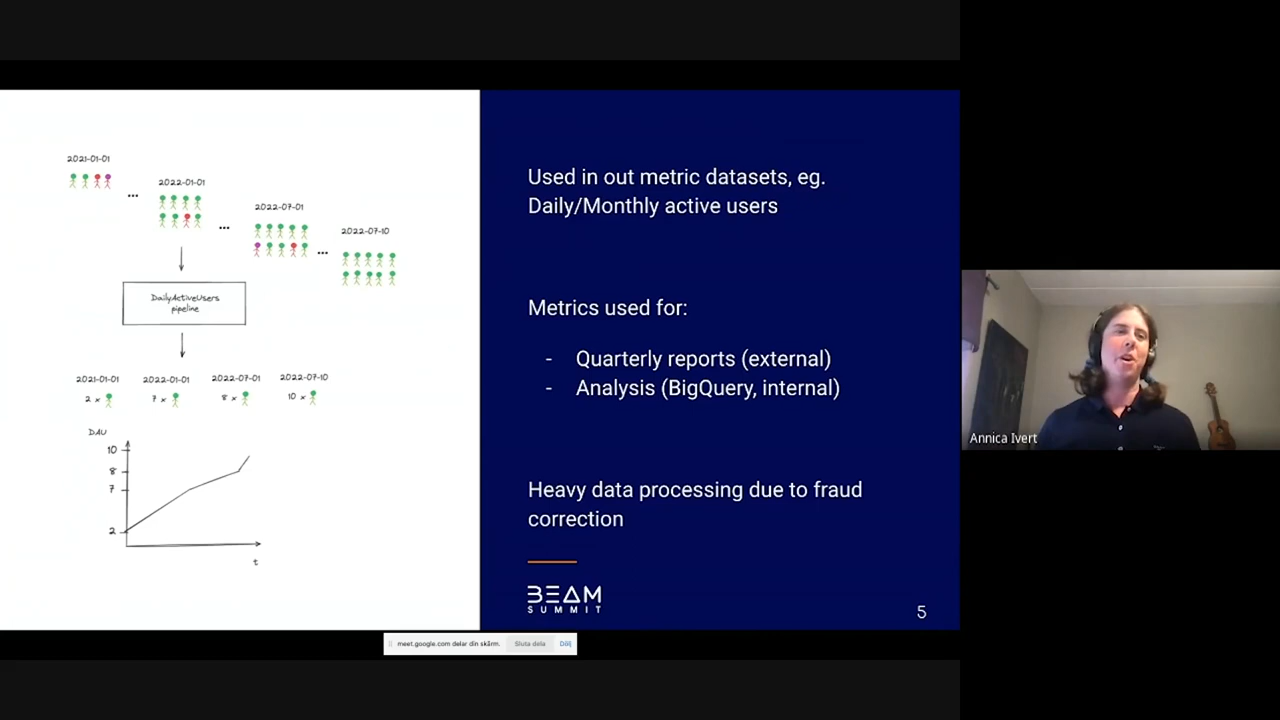 2021-01-01
2022-01-01
2022-07-01
2022-07-10
...
...
...
DailyActiveUsers
pipeline
2021-01-01 2022-01-01 2022-07-01 2022-07-10
2 x 7 x 8 x 10 x
DAU
10
8
7
2
t
Used in out metric datasets, eg.
Daily/Monthly active users
Metrics used for:
- Quarterly reports (external)
- Analysis (BigQuery, internal)
Heavy data processing due to fraud
correction
BEAM
SUMMIT
5
meet.google.com delar din skärm. Sluta dela Dölj
Annica Ivert